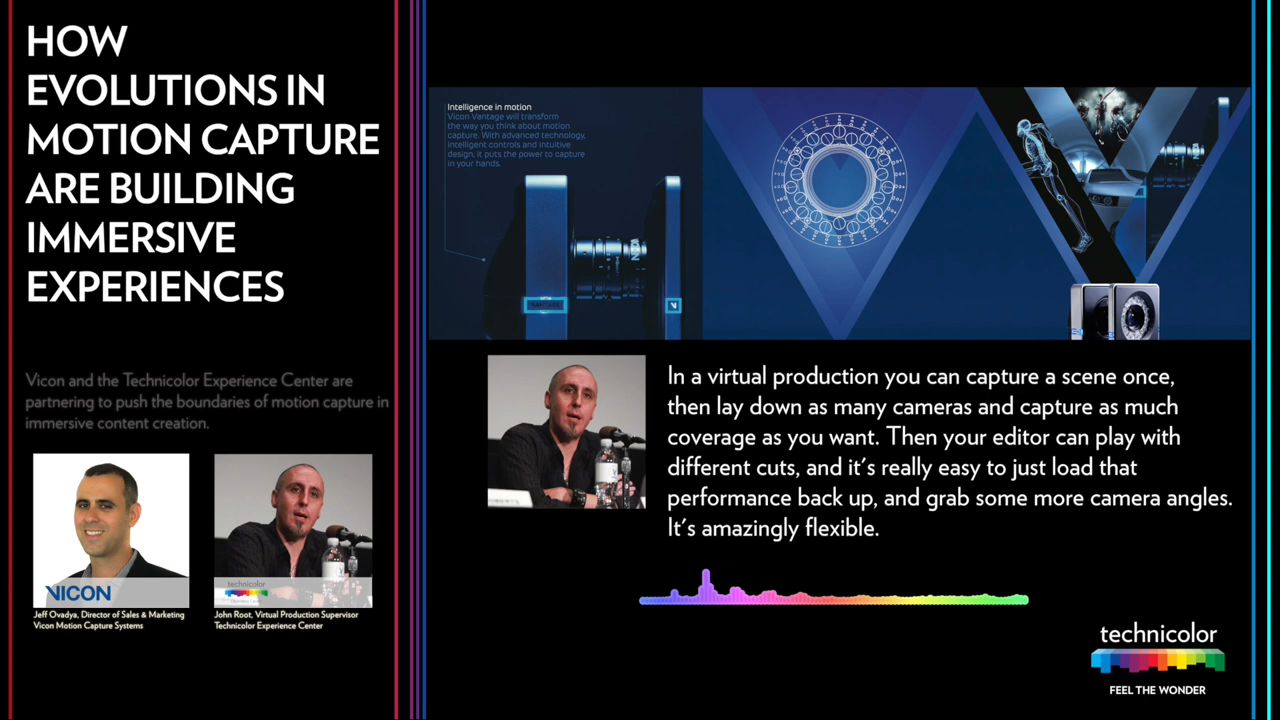 HOW
EVOLUTIONS IN
MOTION CAPTURE
ARE BUILDING
IMMERSIVE
EXPERIENCES
Vicon and the Technicolor Experience Center are
partnering to push the boundaries of motion capture in
immersive content creation.
VICON
Jeff Ovadya, Director of Sales & Marketing
Vicon Motion Capture Systems
technicolor
John Root, Virtual Production Supervisor
Technicolor Experience Center
Intelligence in motion
Vicon Vantage will transform
the way you think about motion
capture. With advanced technology,
intelligent controls and intuitive
design, it puts the power to capture
in your hands.
In a virtual production you can capture a scene once,
then lay down as many cameras and capture as much
coverage as you want. Then your editor can play with
different cuts, and it's really easy to just load that
performance back up, and grab some more camera angles.
It's amazingly flexible.
technicolor
FEEL THE WONDER